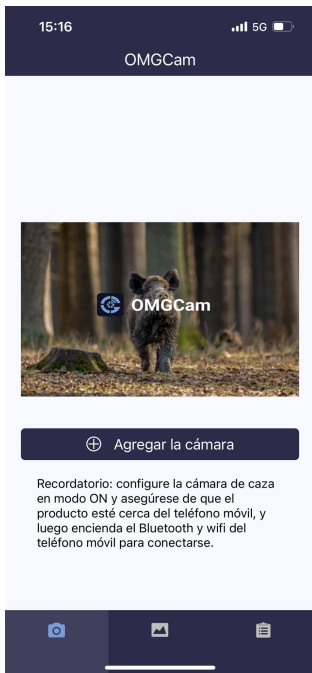 15:16
5G
OMGCam
OMGCam
Agregar la cámara
Recordatorio: configure la cámara de caza
en modo ON y asegúrese de que el
producto esté cerca del teléfono móvil, y
luego encienda el Bluetooth y wifi del
teléfono móvil para conectarse.